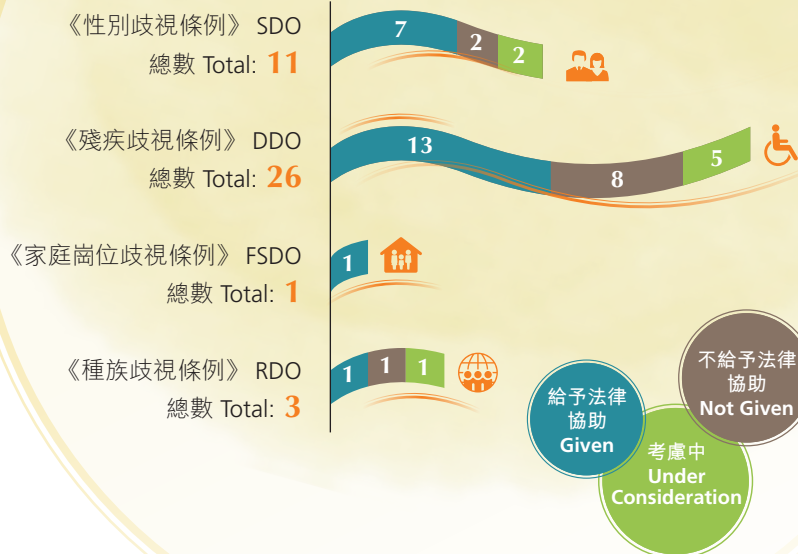 《性別歧視條例》 SDO
總數 Total: 11
7
2
2
《殘疾歧視條例》 DDO
總數 Total: 26
13
8
5
《家庭崗位歧視條例》 FSDO
總數 Total: 1
1
《種族歧視條例》 RDO
總數 Total: 3
1
1
1
給予法律
協助
Given
不給予法律
協助
Not Given
考慮中
Under
Consideration